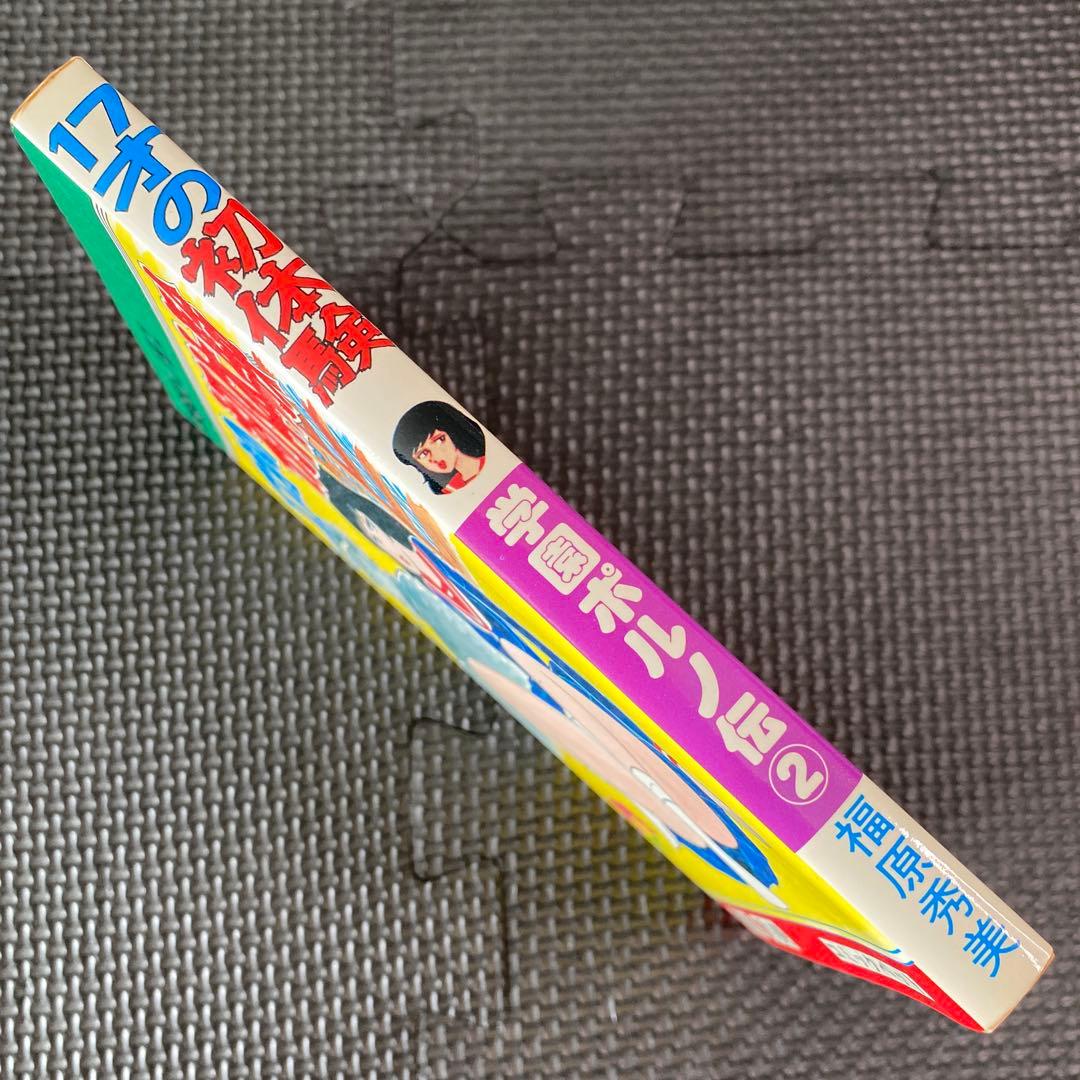 17才の初体験
学園ポルノ伝②
福原秀美